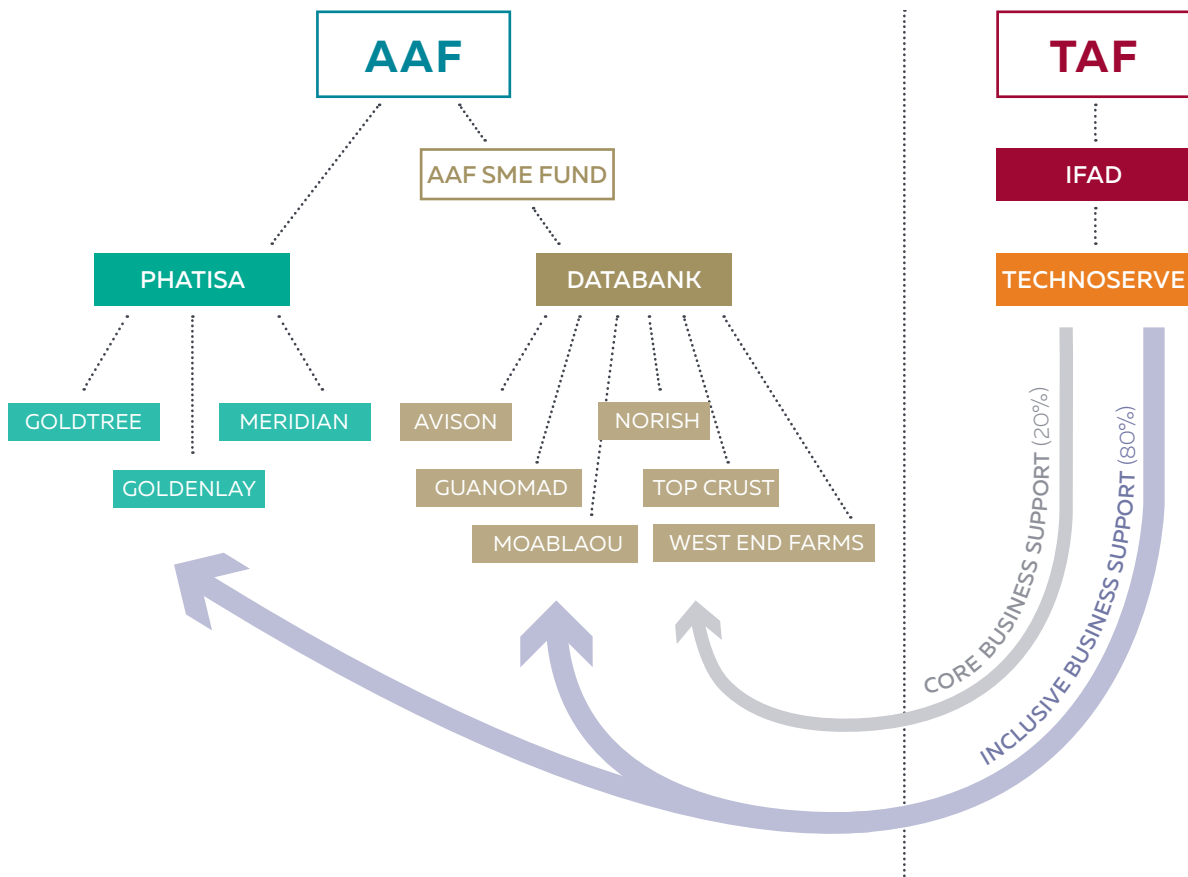 AAF
TAF
AAF SME FUND
IFAD
PHATISA
DATABANK
TECHNOSERVE
GOLDTREE
MERIDIAN
AVISON
NORISH
GOLDENLAY
GUANOMAD
TOP CRUST
MOABLAOU
WEST END FARMS
CORE BUSINESS SUPPORT (20%)
INCLUSIVE BUSINESS SUPPORT (80%)